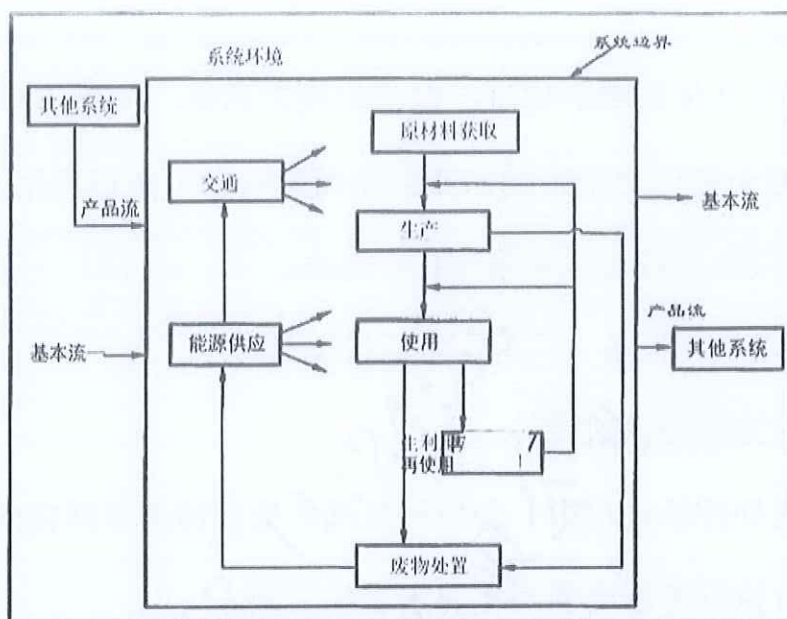 系统环境
系统边界
其他系统
原材料获取
交通
产品流
基本流
生产
产品流
基本流
能源供应
使用
其他系统
再使用
废物处置